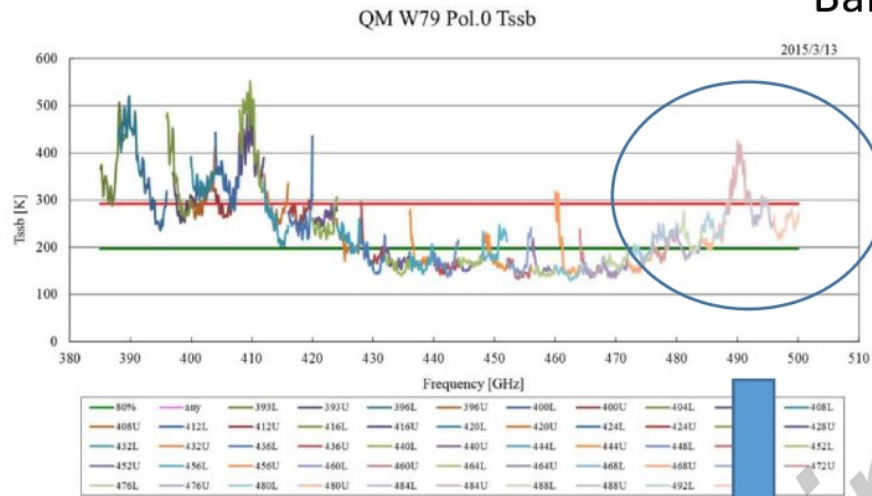 Bar
QM W79 Pol.0 Tssb
2015/3/13
600
500
400
300
200
100
0
Tssb [K]
380 390 400 410 420 430 440 450 460 470 480 490 500 510
Frequency [GHz]
80% any 393L 393U 396L 396U 400L 400U 404L 408L
408U 412L 412U 416L 416U 420L 420U 424L 424U 428U
432L 432U 436L 436U 440L 440U 444L 444U 448L 452L
452U 456L 456U 460L 460U 464L 464U 468L 468U 472U
476L 476U 480L 480U 484L 484U 488L 488U 492L